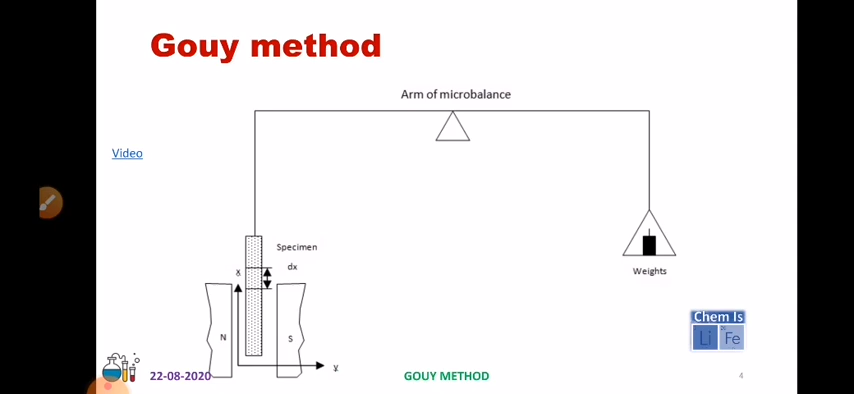 Gouy method
Arm of microbalance
Video
Specimen
dx
x
Weights
N
S
y
Chem Is
Li Fe
22-08-2020
GOUY METHOD
4